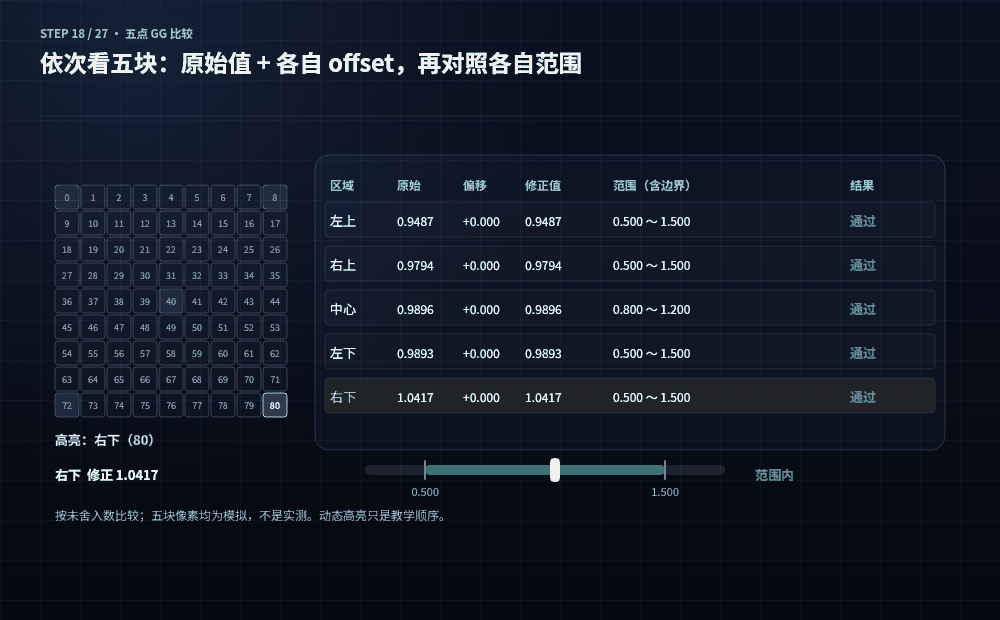 STEP 18 / 27 · 五点 GG 比较
依次看五块：原始值 + 各自 offset，再对照各自范围
0 1 2 3 4 5 6 7 8
9 10 11 12 13 14 15 16 17
18 19 20 21 22 23 24 25 26
27 28 29 30 31 32 33 34 35
36 37 38 39 40 41 42 43 44
45 46 47 48 49 50 51 52 53
54 55 56 57 58 59 60 61 62
63 64 65 66 67 68 69 70 71
72 73 74 75 76 77 78 79 80
高亮：右下（80）
右下 修正 1.0417
区域 原始 偏移 修正值 范围（含边界） 结果
左上 0.9487 +0.000 0.9487 0.500 ～ 1.500 通过
右上 0.9794 +0.000 0.9794 0.500 ～ 1.500 通过
中心 0.9896 +0.000 0.9896 0.800 ～ 1.200 通过
左下 0.9893 +0.000 0.9893 0.500 ～ 1.500 通过
右下 1.0417 +0.000 1.0417 0.500 ～ 1.500 通过
0.500 1.500 范围内
按未舍入数比较；五块像素均为模拟，不是实测。动态高亮只是教学顺序。